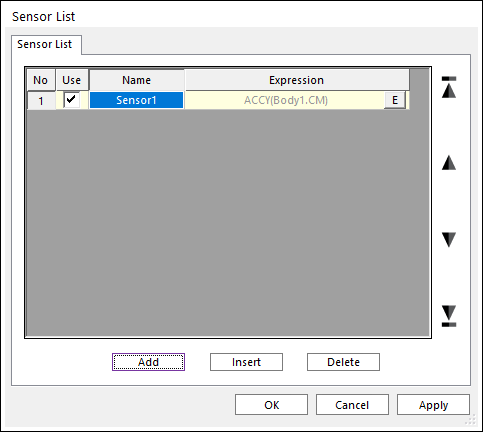 Sensor List
Sensor List
No Use Name Expression
1 Sensor1 ACCY(Body1.CM) E
Add Insert Delete
OK Cancel Apply